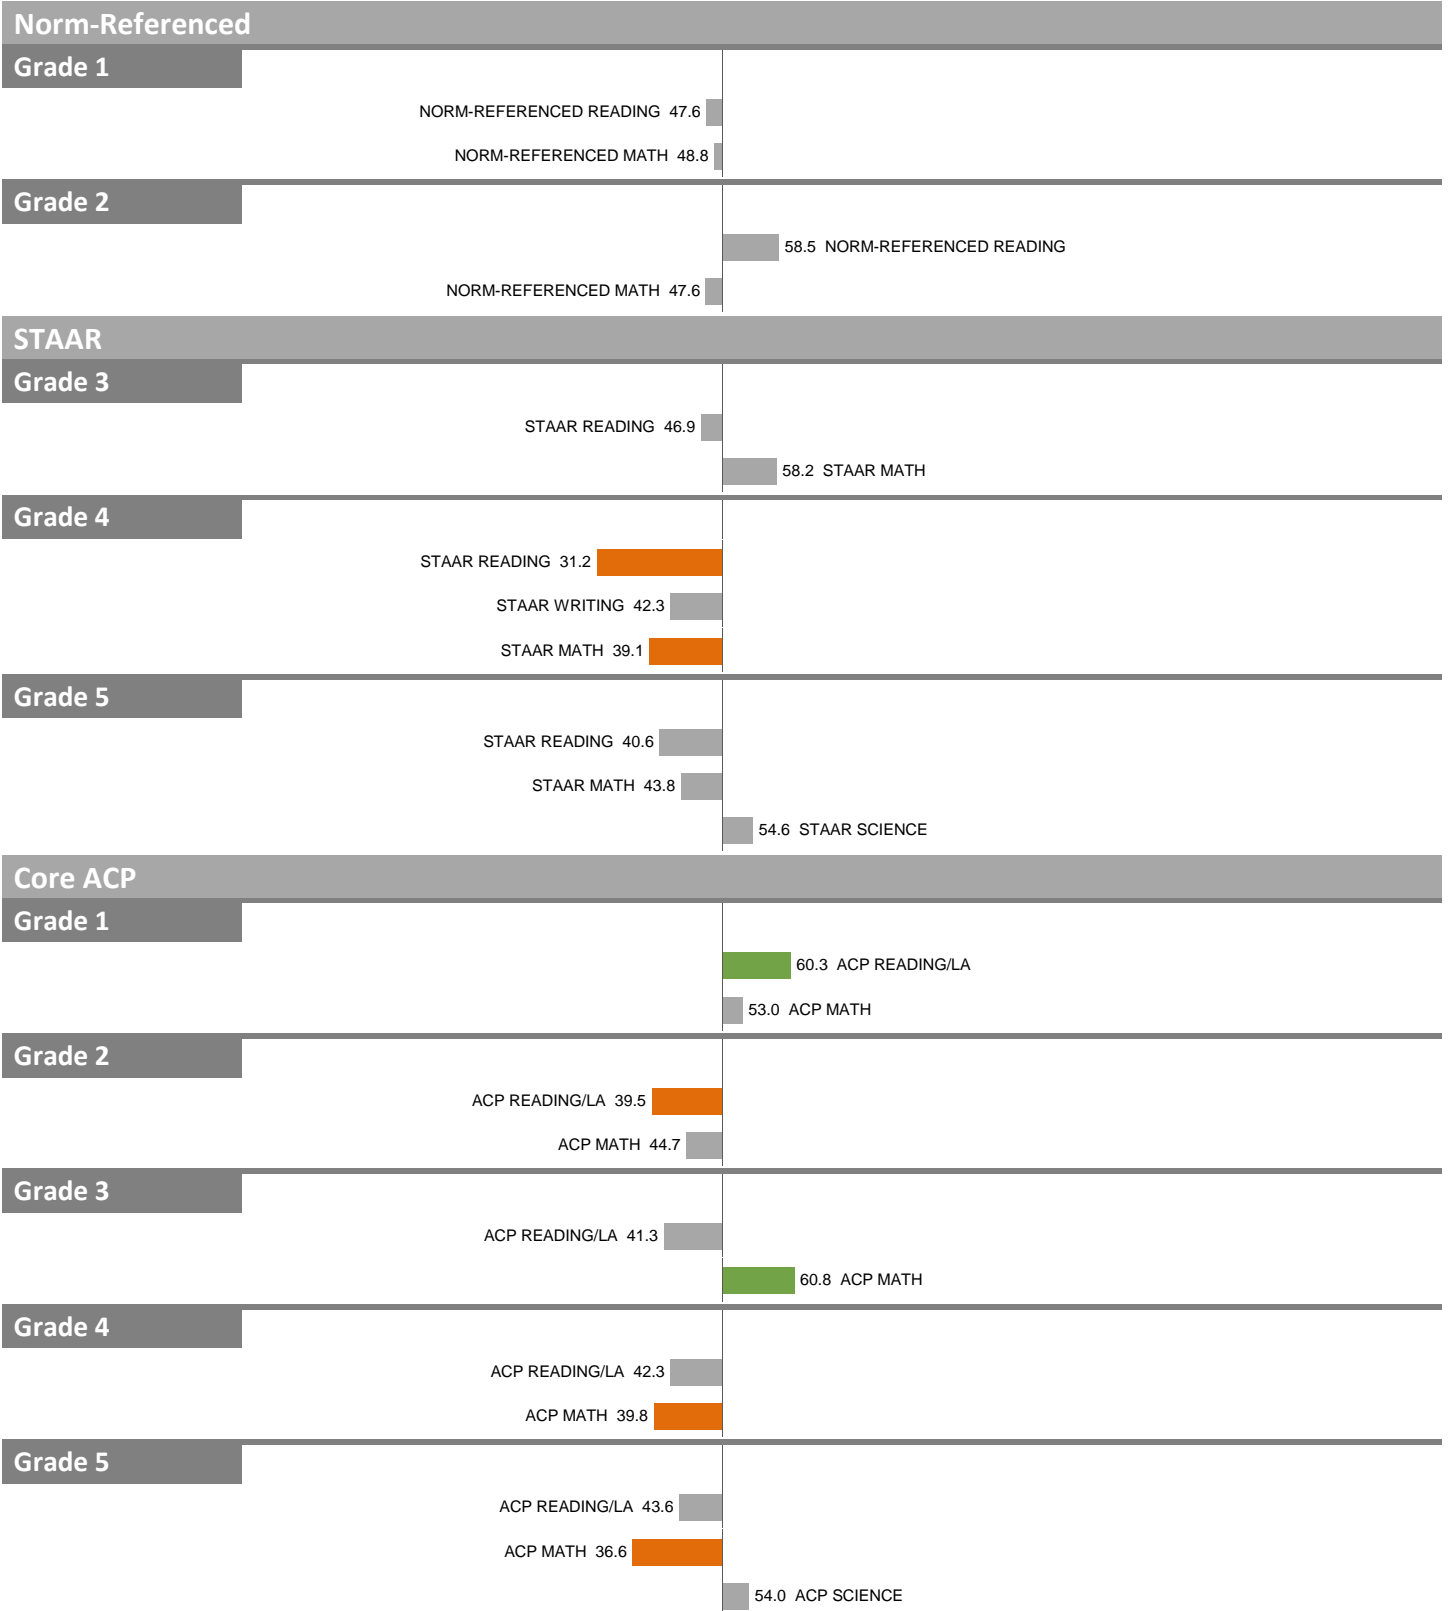 Norm-Referenced
Grade 1
NORM-REFERENCED READING 47.6
NORM-REFERENCED MATH 48.8
Grade 2
58.5 NORM-REFERENCED READING
NORM-REFERENCED MATH 47.6
STAAR
Grade 3
STAAR READING 46.9
58.2 STAAR MATH
Grade 4
STAAR READING 31.2
STAAR WRITING 42.3
STAAR MATH 39.1
Grade 5
STAAR READING 40.6
STAAR MATH 43.8
54.6 STAAR SCIENCE
Core ACP
Grade 1
60.3 ACP READING/LA
53.0 ACP MATH
Grade 2
ACP READING/LA 39.5
ACP MATH 44.7
Grade 3
ACP READING/LA 41.3
60.8 ACP MATH
Grade 4
ACP READING/LA 42.3
ACP MATH 39.8
Grade 5
ACP READING/LA 43.6
ACP MATH 36.6
54.0 ACP SCIENCE